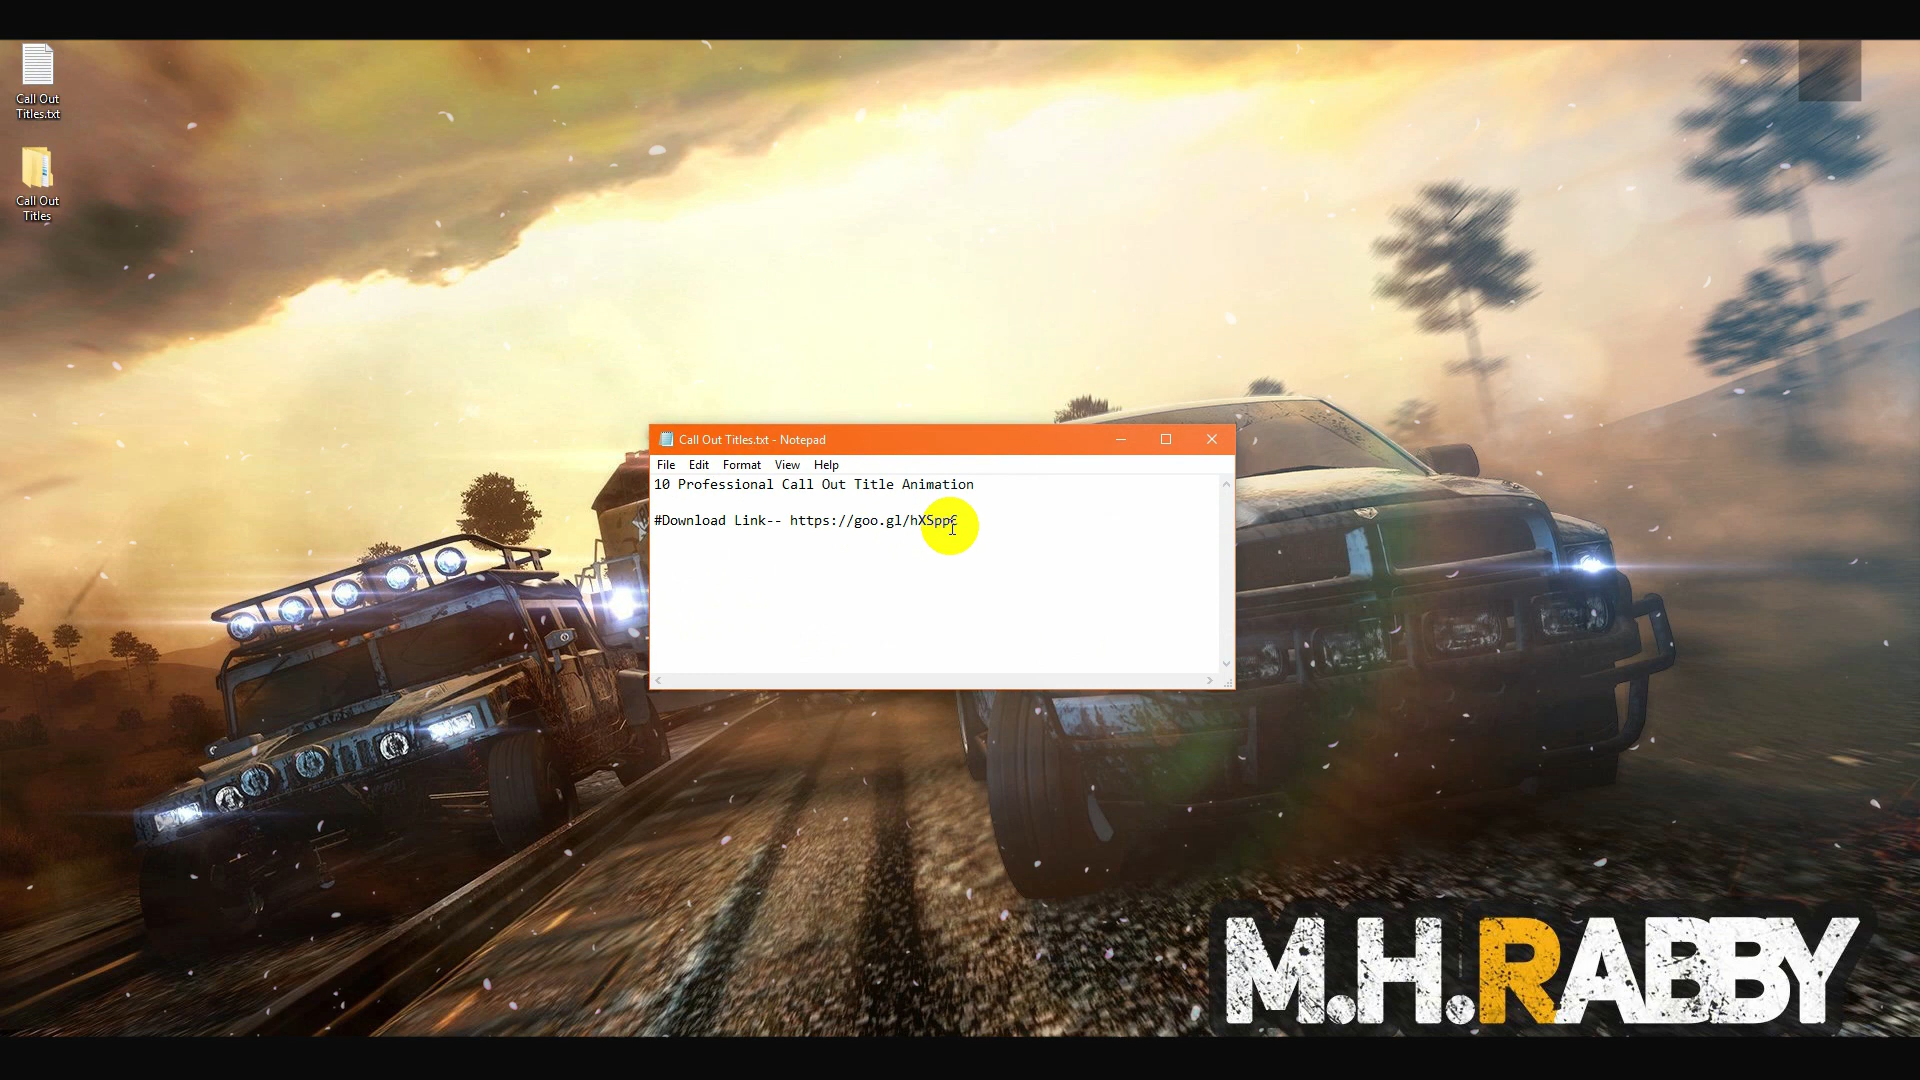 Call Out
Titles.txt
Call Out
Titles
Call Out Titles.txt - Notepad
File Edit Format View Help
10 Professional Call Out Title Animation
#Download Link-- https://goo.gl/hXSppC
M.H.RABBY